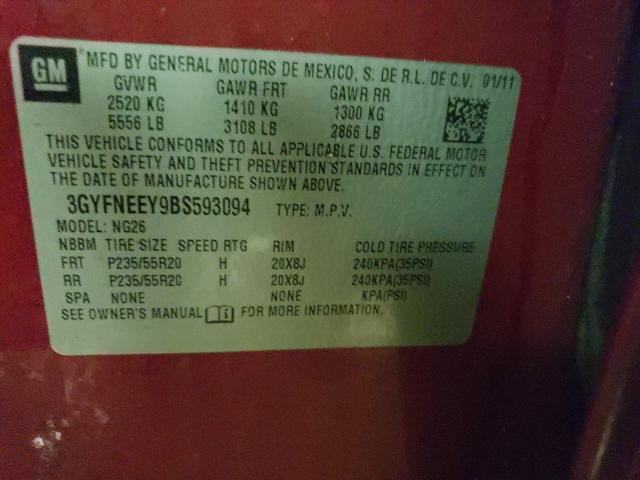 GM
MFD BY GENERAL MOTORS DE MEXICO, S. DE R.L. DE C.V. 01/11
GVWR GAWR FRT GAWR RR
2520 KG 1410 KG 1300 KG
5556 LB 3108 LB 2866 LB
THIS VEHICLE CONFORMS TO ALL APPLICABLE U.S. FEDERAL MOTOR
VEHICLE SAFETY AND THEFT PREVENTION STANDARDS IN EFFECT ON
THE DATE OF MANUFACTURE SHOWN ABOVE.
3GYFNEEY9BS593094 TYPE: M.P.V.
MODEL: NG26
NBBM TIRE SIZE SPEED RTG RIM COLD TIRE PRESSURE
FRT P235/55R20 H 20X8J 240KPA(35PSI)
RR P235/55R20 H 20X8J 240KPA(35PSI)
SPA NONE NONE KPA(PSI)
SEE OWNER'S MANUAL FOR MORE INFORMATION.